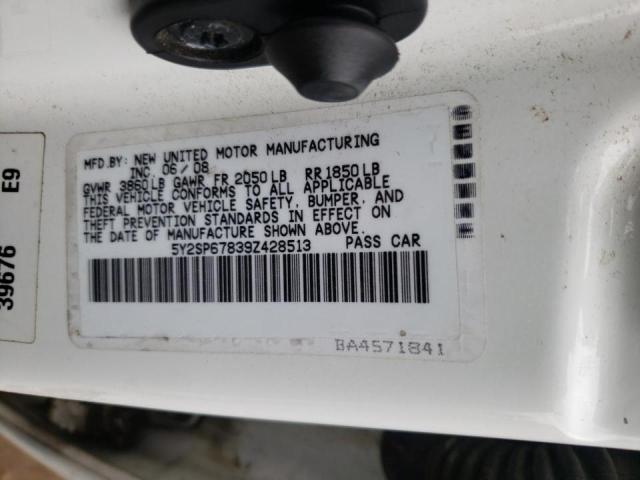 MFD.BY: NEW UNITED MOTOR MANUFACTURING
INC. 06/08
GVWR 3860LB GAWR FR 2050LB RR 1850LB
THIS VEHICLE CONFORMS TO ALL APPLICABLE
FEDERAL MOTOR VEHICLE SAFETY, BUMPER, AND
THEFT PREVENTION STANDARDS IN EFFECT ON
THE DATE OF MANUFACTURE SHOWN ABOVE.
5Y2SP67839Z428513 PASS CAR
BA4571841
39676 E9